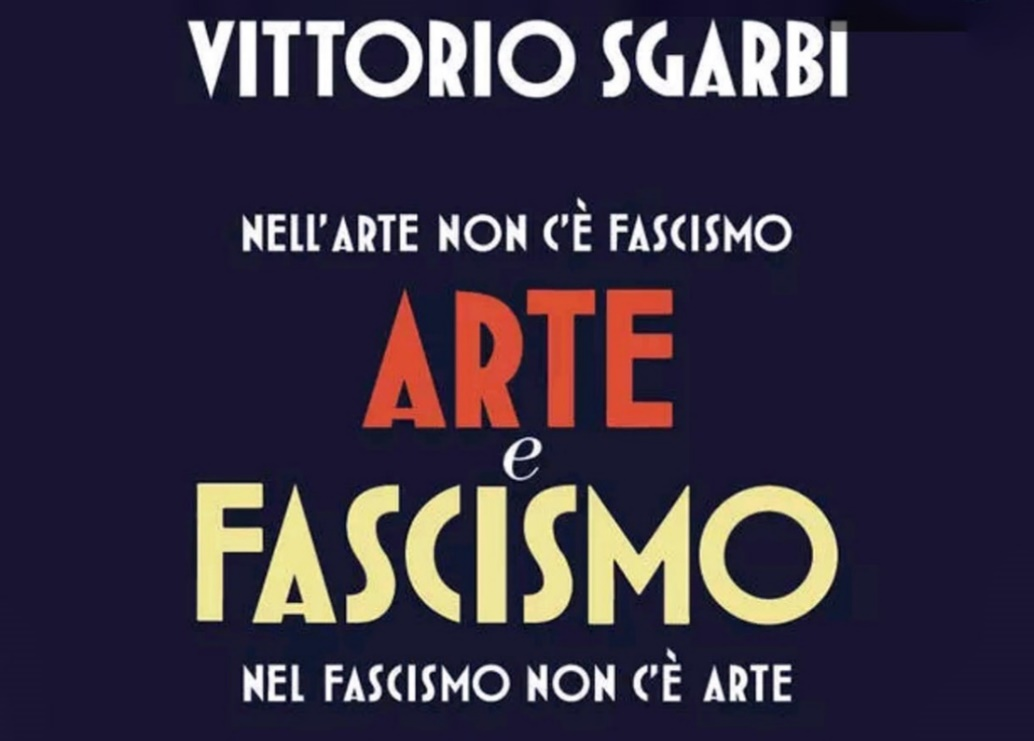 VITTORIO SGARBI
NELL'ARTE NON C'È FASCISMO
ARTE
e
FASCISMO
NEL FASCISMO NON C'È ARTE